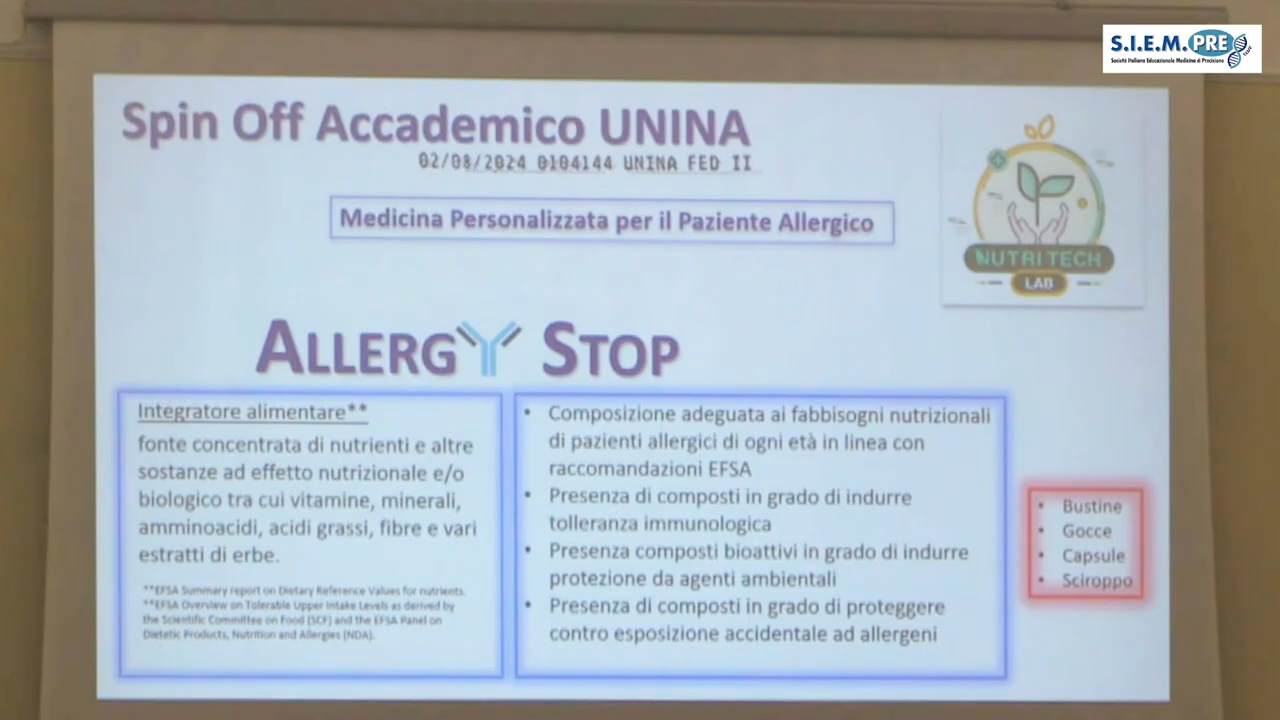 S.I.E.M.PRE
Società Italiana Educazionale Medicina di Precisione
Spin Off Accademico UNINA
02/08/2024 0104144 UNINA FED II
Medicina Personalizzata per il Paziente Allergico
NUTRI TECH
LAB
ALLERGY STOP
Integratore alimentare**
fonte concentrata di nutrienti e altre
sostanze ad effetto nutrizionale e/o
biologico tra cui vitamine, minerali,
amminoacidi, acidi grassi, fibre e vari
estratti di erbe.
**EFSA Summary report on Dietary Reference Values for nutrients.
**EFSA Overview on Tolerable Upper Intake Levels as derived by
the Scientific Committee on Food (SCF) and the EFSA Panel on
Dietetic Products, Nutrition and Allergies (NDA).
• Composizione adeguata ai fabbisogni nutrizionali
di pazienti allergici di ogni età in linea con
raccomandazioni EFSA
• Presenza di composti in grado di indurre
tolleranza immunologica
• Presenza composti bioattivi in grado di indurre
protezione da agenti ambientali
• Presenza di composti in grado di proteggere
contro esposizione accidentale ad allergeni
• Bustine
• Gocce
• Capsule
• Sciroppo